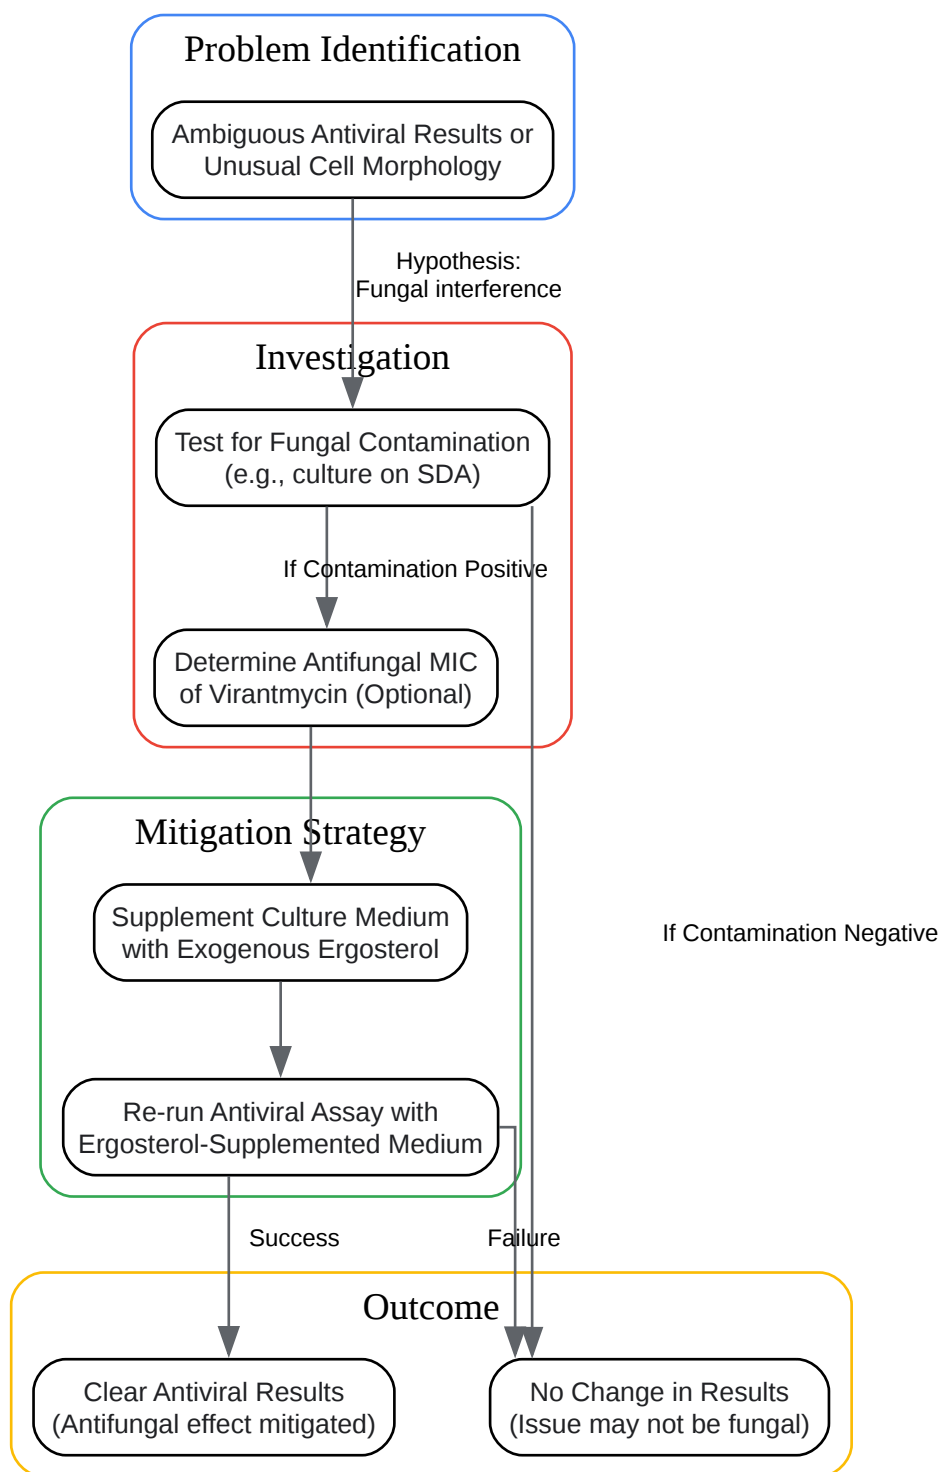 Problem Identification
Ambiguous Antiviral Results or
Unusual Cell Morphology
Hypothesis:
Fungal interference
Investigation
Test for Fungal Contamination
(e.g., culture on SDA)
If Contamination Positive
Determine Antifungal MIC
of Virantmycin (Optional)
Mitigation Strategy
Supplement Culture Medium
with Exogenous Ergosterol
If Contamination Negative
Re-run Antiviral Assay with
Ergosterol-Supplemented Medium
Success
Failure
Outcome
Clear Antiviral Results
(Antifungal effect mitigated)
No Change in Results
(Issue may not be fungal)